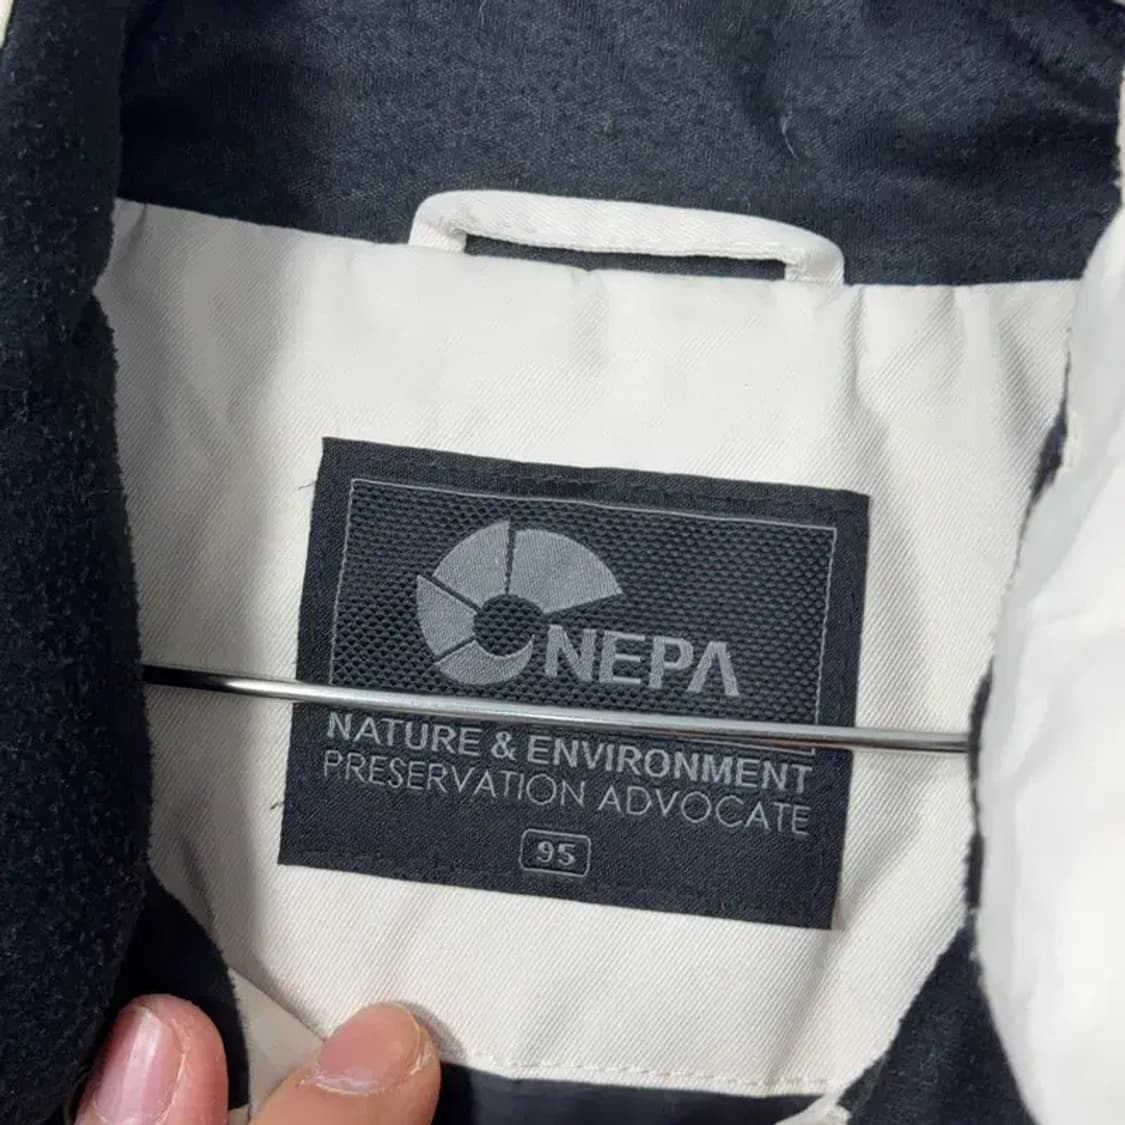 NEPA
NATURE & ENVIRONMENT
PRESERVATION ADVOCATE
95